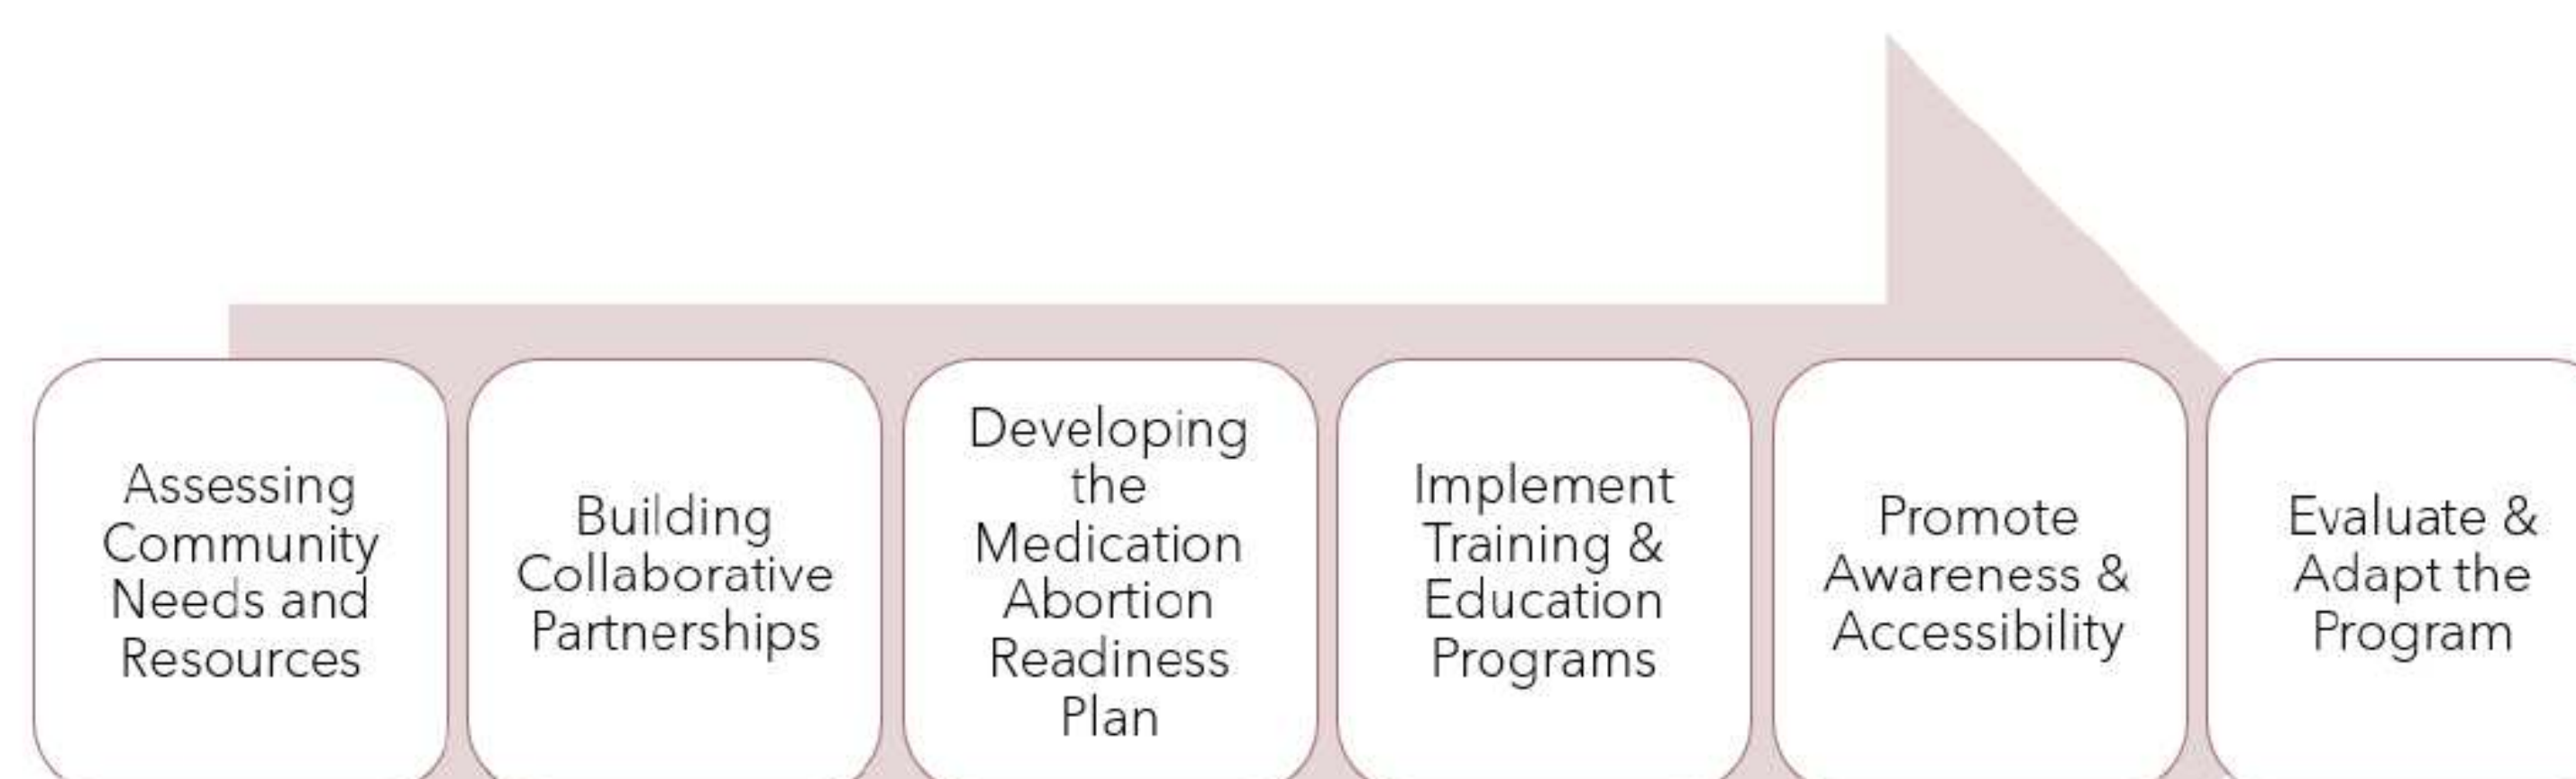 Assessing
Community
Needs and
Resources
Building
Collaborative
Partnerships
Developing
the
Medication
Abortion
Readiness
Plan
Implement
Training &
Education
Programs
Promote
Awareness &
Accessibility
Evaluate &
Adapt the
Program